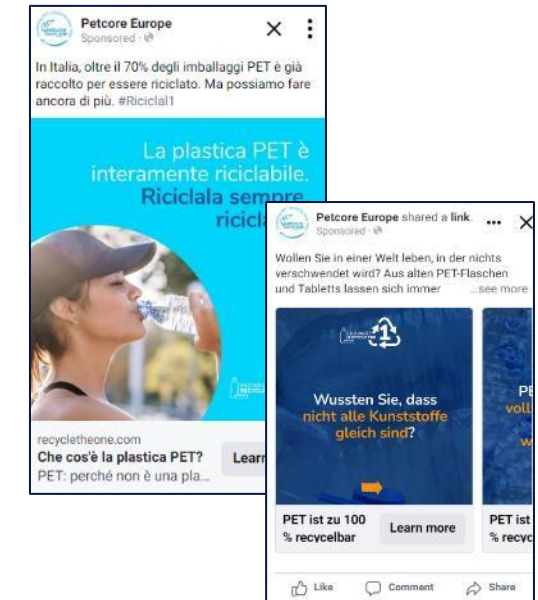 Petcore Europe
Sponsored ·
In Italia, oltre il 70% degli imballaggi PET è già
raccolto per essere riciclato. Ma possiamo fare
ancora di più. #Riciclal1
La plastica PET è
interamente riciclabile.
Riciclala sempre,
recycletheone.com
Che cos'è la plastica PET?
PET: perché non è una pla...
Petcore Europe shared a link.
Sponsored ·
Wollen Sie in einer Welt leben, in der nichts
verschwendet wird? Aus alten PET-Flaschen
und Tabletts lassen sich immer ...see more
1
Wussten Sie, dass
nicht alle Kunststoffe
gleich sind?
PET ist zu 100
% recycelbar
Learn more
PET ist
Like Comment Share